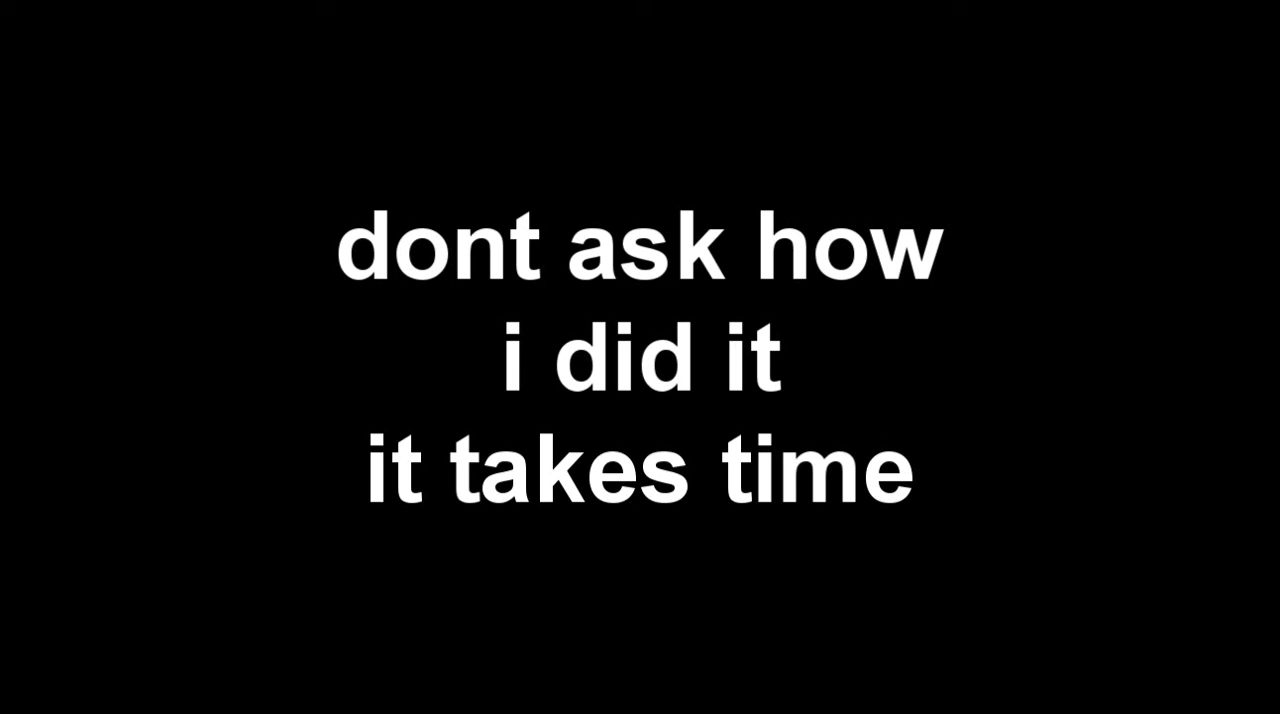 dont ask how
i did it
it takes time